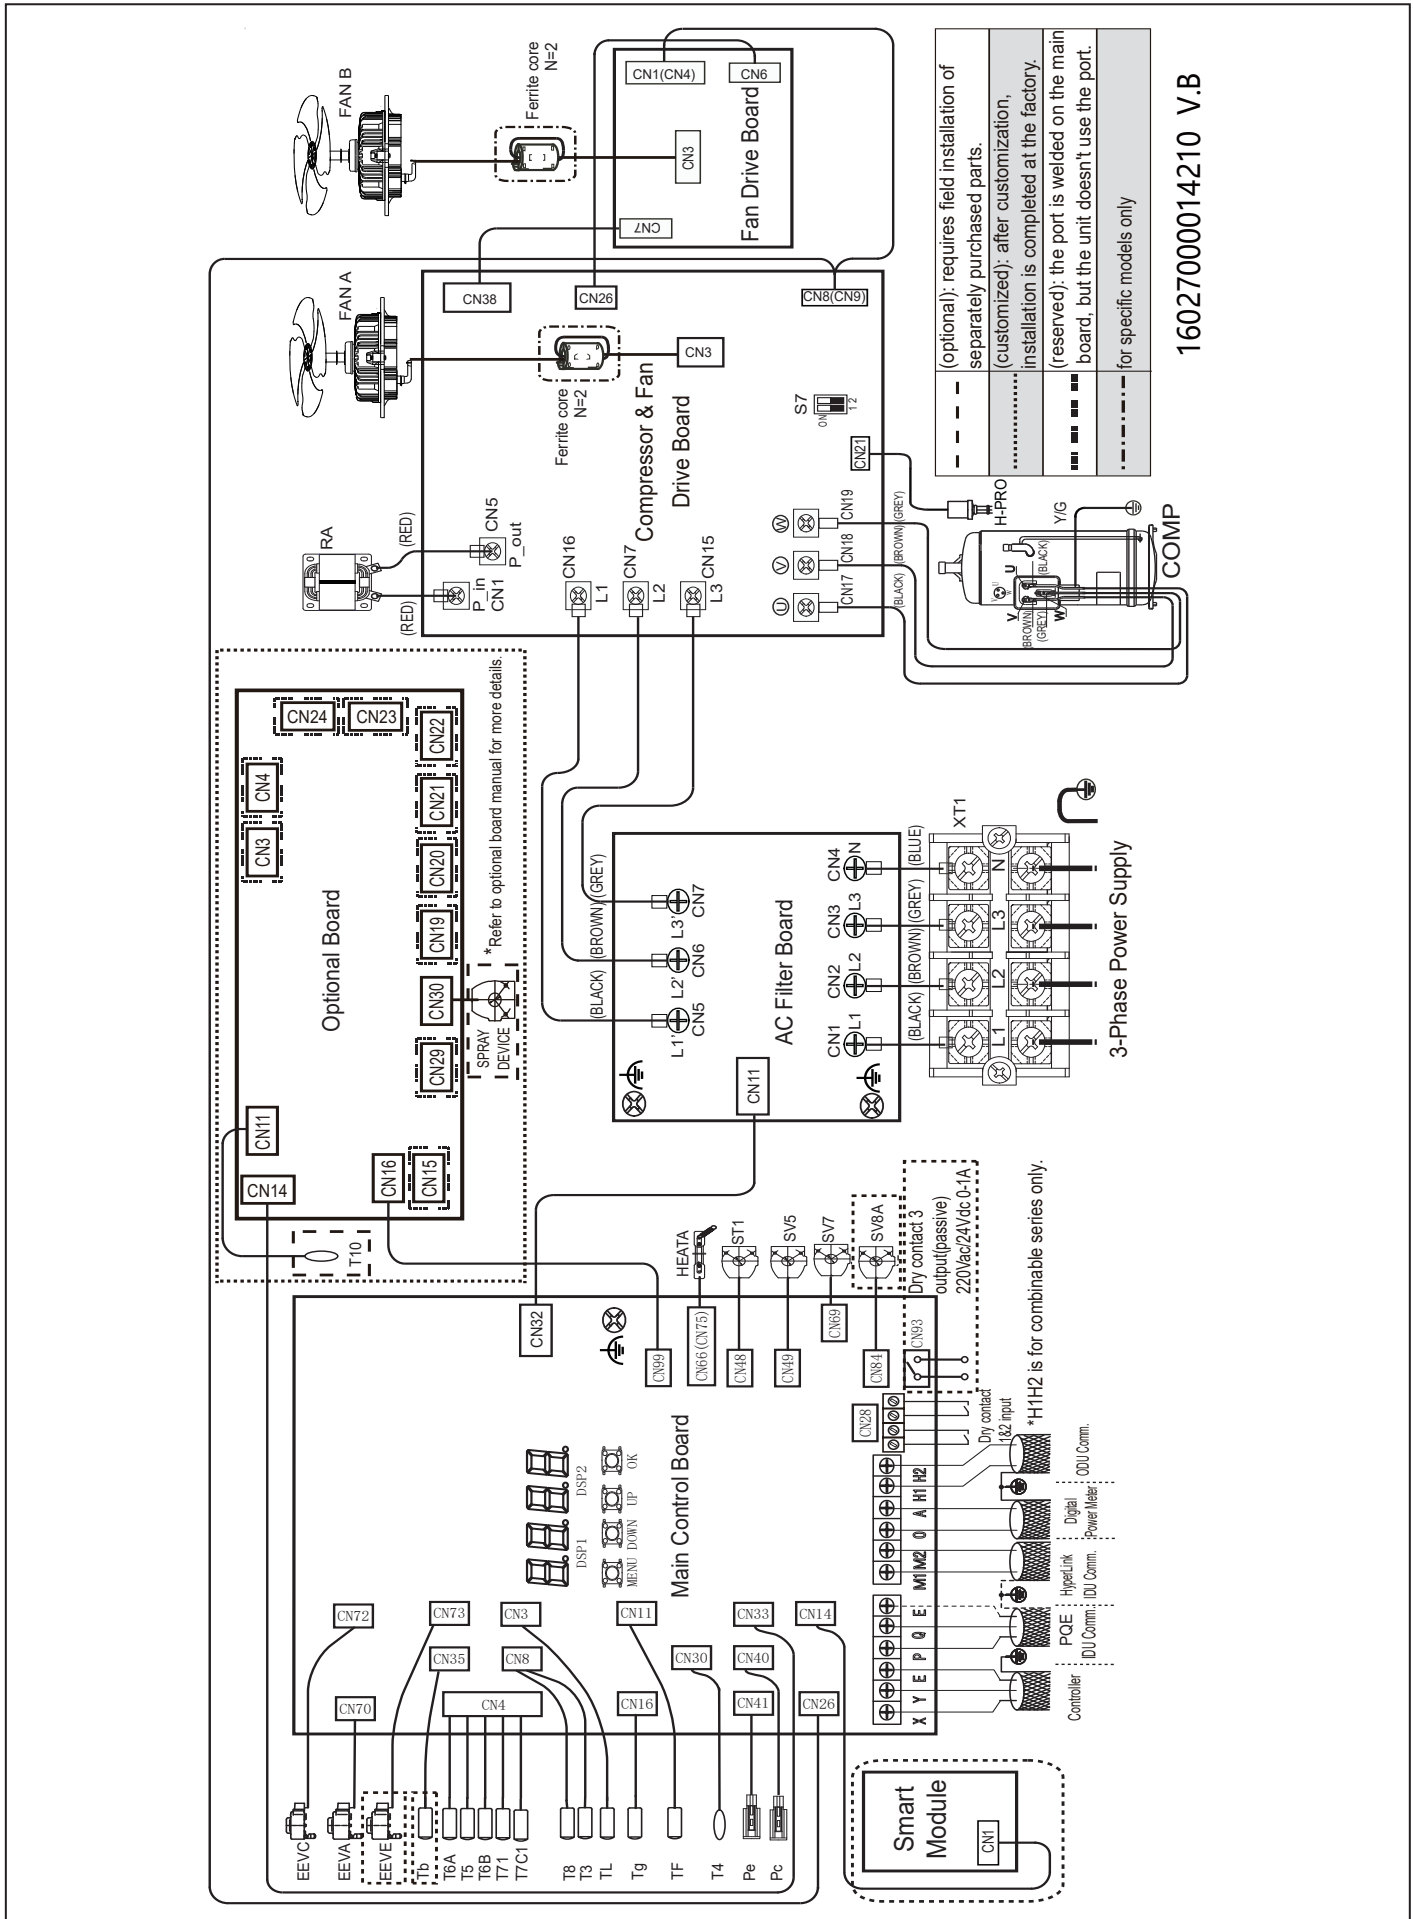 FAN B
Ferrite core
N=2
CN1(CN4)
CN6
CN3
CN7
Fan Drive Board
FAN A
CN38
CN26
CN8(CN9)
CN3
Ferrite core
N=2
Compressor & Fan
Drive Board
S7
ON
1 2
CN21
RA
(RED)
(RED)
CN5
P_out
P_in
CN1
CN16
L1
CN7
L2
CN15
L3
U
V
W
CN17
CN18
CN19
(BLACK)
(BROWN)
(GREY)
H-PRO
Y/G
COMP
U
(BLACK)
V
(BROWN)
(GREY)
W
(optional): requires field installation of
separately purchased parts.
(customized): after customization,
installation is completed at the factory.
(reserved): the port is welded on the main
board, but the unit doesn't use the port.
for specific models only
16027000014210 V.B
Optional Board
CN24
CN23
CN4
CN3
CN22
CN21
CN20
CN19
CN30
CN29
CN11
CN14
CN16
CN15
SPRAY
DEVICE
*Refer to optional board manual for more details.
T10
AC Filter Board
L1'
CN5
L2'
CN6
L3'
CN7
(BLACK)
(BROWN)
(GREY)
CN11
CN1
L1
CN2
L2
CN3
L3
CN4
N
(BLACK)
(BROWN)
(GREY)
(BLUE)
XT1
L1
L2
L3
N
3-Phase Power Supply
Main Control Board
CN32
CN99
HEATA
CN66(CN75)
ST1
CN48
SV5
CN49
SV7
CN69
SV8A
CN84
CN93
Dry contact 3
output(passive)
220Vac/24Vdc 0-1A
CN28
Dry contact
1&2 input
*H1H2 is for combinable series only.
DSP1
DSP2
MENU
DOWN
UP
OK
X
Y
E
P
Q
E
M1
M2
O
A
H1
H2
Controller
PQE
IDU Comm.
HyperLink
IDU Comm.
Digital
Power Meter
ODU Comm.
CN72
CN70
CN73
CN35
CN3
CN8
CN4
CN11
CN16
CN30
CN33
CN40
CN41
CN14
CN26
EEVC
EEVA
EEVE
Tb
T6A
T5
T6B
T71
T7C1
T8
T3
TL
Tg
TF
T4
Pe
Pc
Smart
Module
CN1